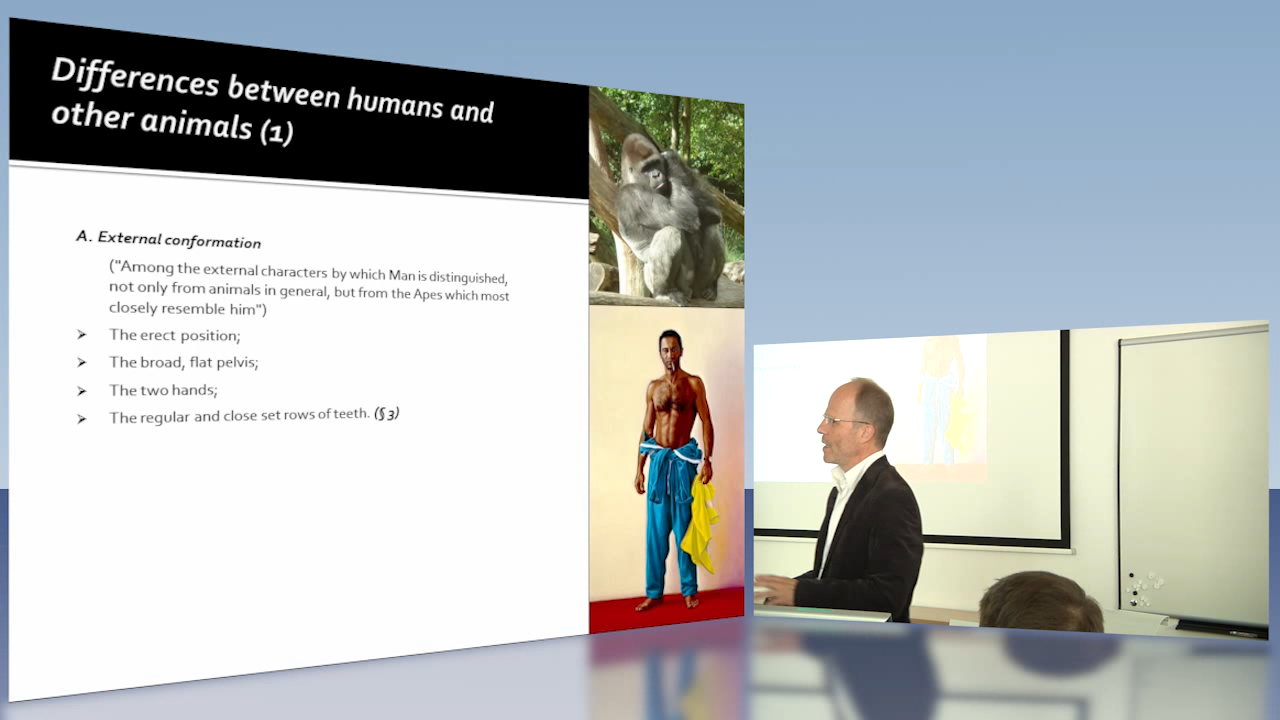 Differences between humans and
other animals (1)
A. External conformation
("Among the external characters by which Man is distinguished,
not only from animals in general, but from the Apes which most
closely resemble him")
The erect position;
The broad, flat pelvis;
The two hands;
The regular and close set rows of teeth. (§ 3)